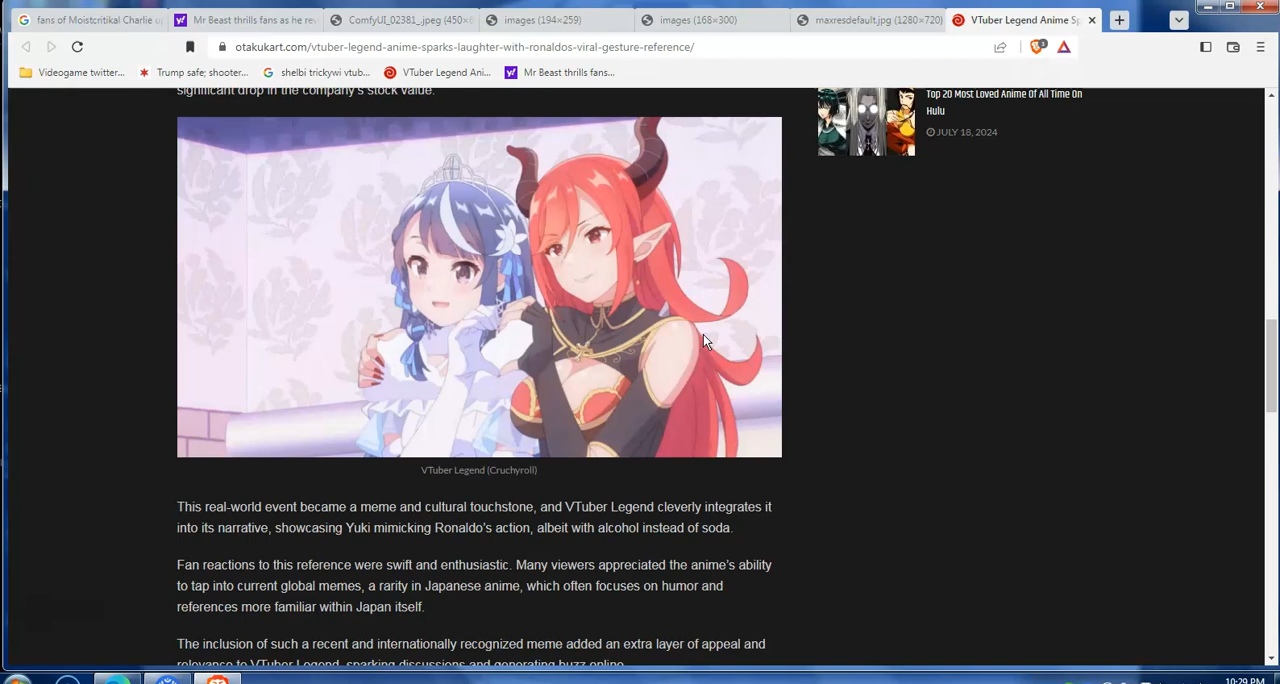 fans of Moistcritikal Charlie u
Mr Beast thrills fans as he rev
ComfyUI_02381_.jpeg (450×6
images (194×259)
images (168×300)
maxresdefault.jpg (1280×720)
VTuber Legend Anime Sp
otakukart.com/vtuber-legend-anime-sparks-laughter-with-ronaldos-viral-gesture-reference/
1
Videogame twitter...
Trump safe; shooter...
shelbi trickywi vtub...
VTuber Legend Ani...
Mr Beast thrills fans...
significant drop in the company's stock value.
Top 20 Most Loved Anime Of All Time On
Hulu
JULY 18, 2024
VTuber Legend (Cruchyroll)
This real-world event became a meme and cultural touchstone, and VTuber Legend cleverly integrates it
into its narrative, showcasing Yuki mimicking Ronaldo's action, albeit with alcohol instead of soda.
Fan reactions to this reference were swift and enthusiastic. Many viewers appreciated the anime's ability
to tap into current global memes, a rarity in Japanese anime, which often focuses on humor and
references more familiar within Japan itself.
The inclusion of such a recent and internationally recognized meme added an extra layer of appeal and
relevance to VTuber Legend, sparking discussions and generating buzz online.
10:29 PM